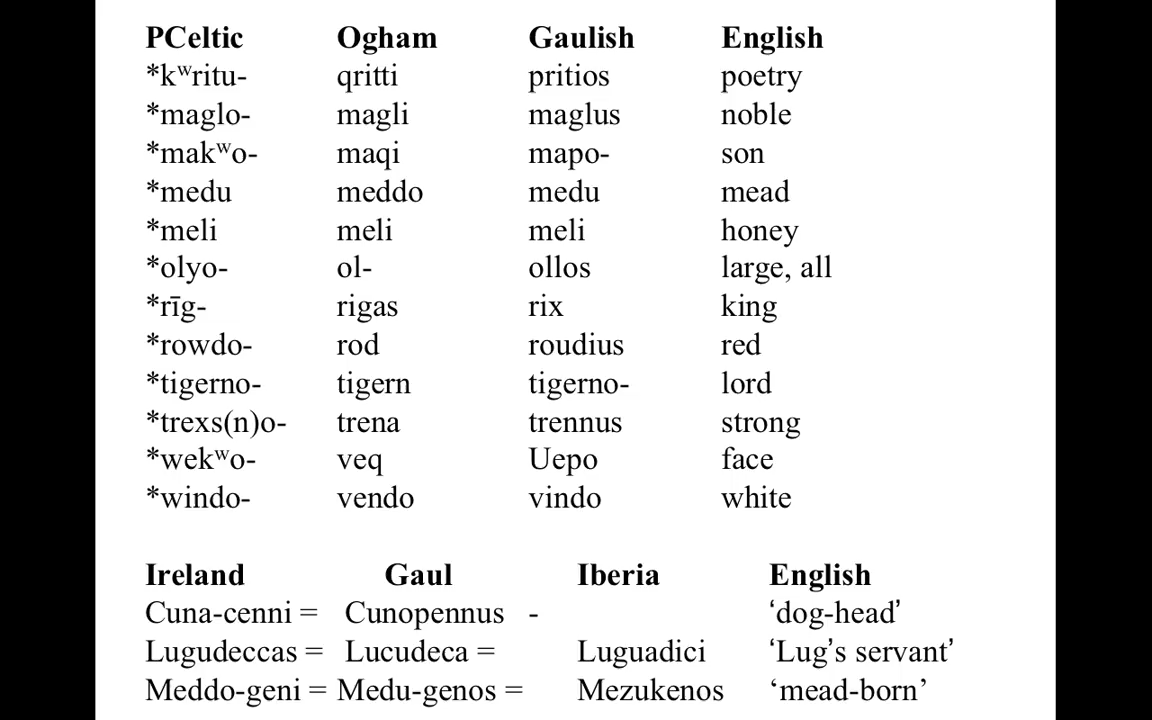 PCeltic Ogham Gaulish English
*kʷritu- qritti pritios poetry
*maglo- magli maglus noble
*makʷo- maqi mapo- son
*medu meddo medu mead
*meli meli meli honey
*olyo- ol- ollos large, all
*rīg- rigas rix king
*rowdo- rod roudius red
*tigerno- tigern tigerno- lord
*trexs(n)o- trena trennus strong
*wekʷo- veq Uepo face
*windo- vendo vindo white
Ireland Gaul Iberia English
Cuna-cenni = Cunopennus - ‘dog-head’
Lugudeccas = Lucudeca = Luguadici ‘Lug’s servant’
Meddo-geni = Medu-genos = Mezukenos ‘mead-born’